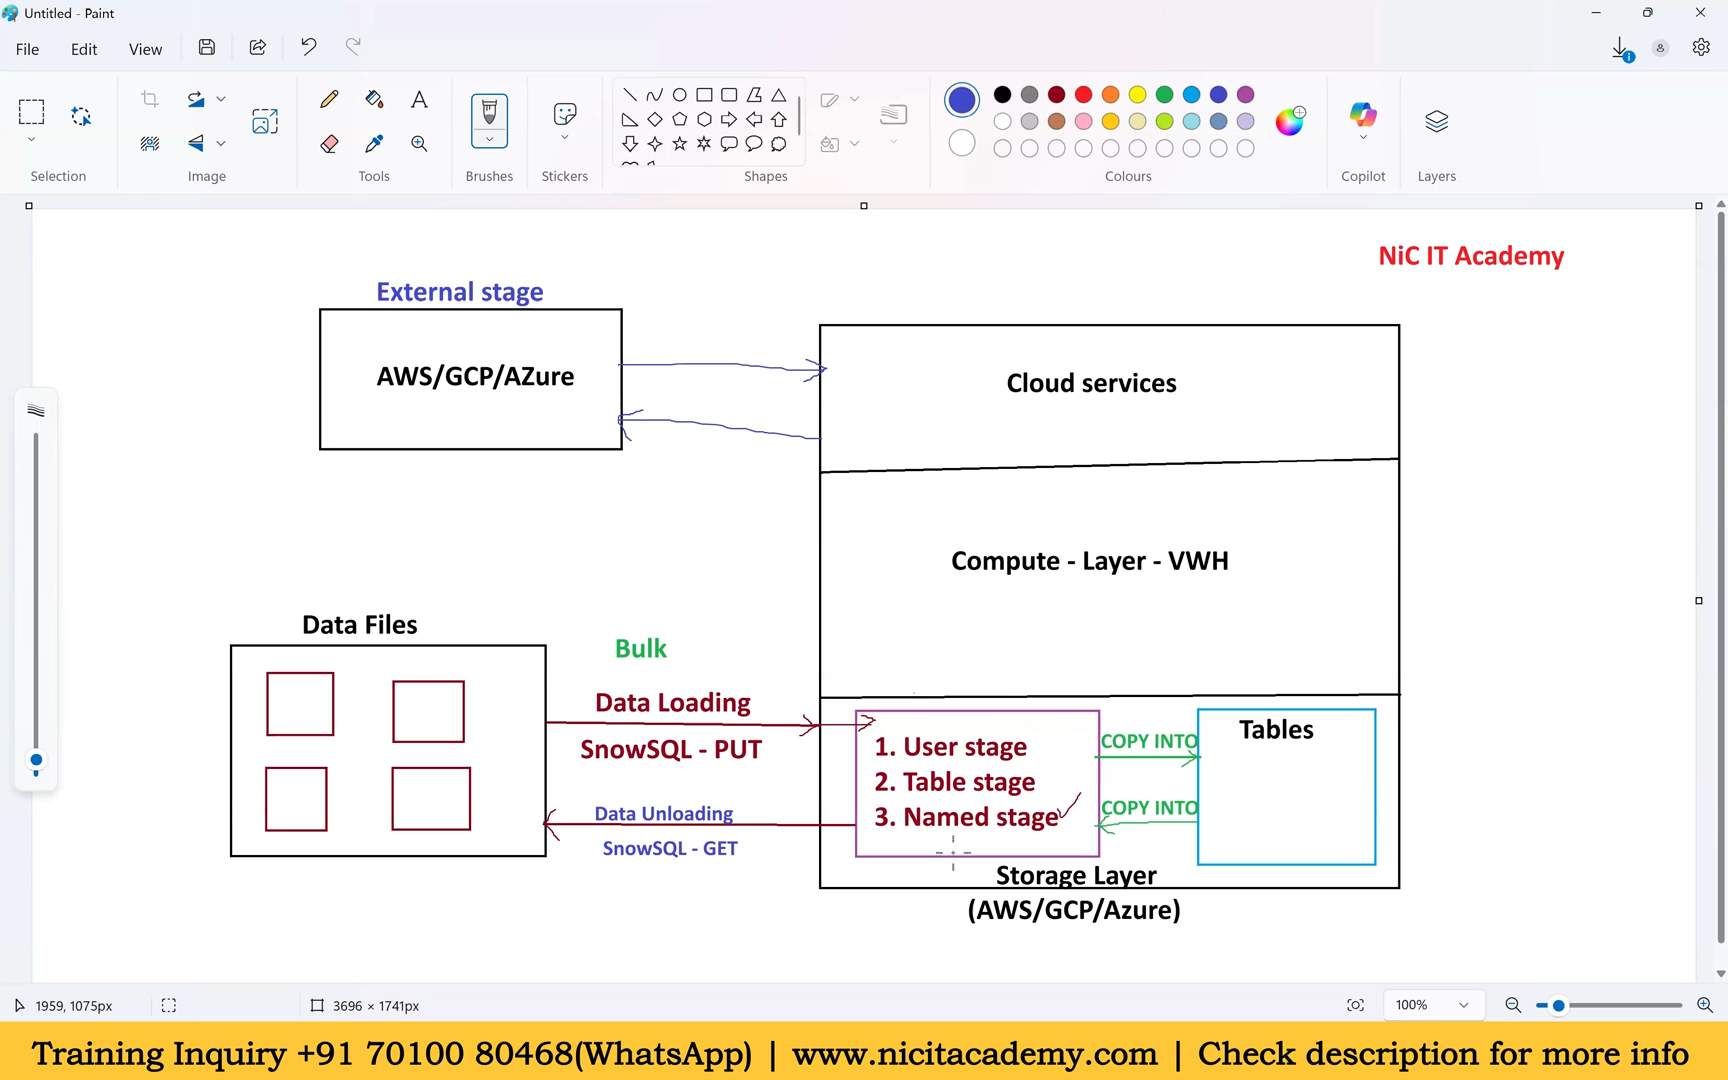 Untitled - Paint
File Edit View
Selection Image Tools Brushes Stickers Shapes Colours Copilot Layers
NiC IT Academy
External stage
AWS/GCP/AZure
Cloud services
Compute - Layer - VWH
Data Files
Bulk
Data Loading
SnowSQL - PUT
Data Unloading
SnowSQL - GET
1. User stage
2. Table stage
3. Named stage
COPY INTO
COPY INTO
Tables
Storage Layer
(AWS/GCP/Azure)
1959, 1075px 3696 × 1741px 100%
Training Inquiry +91 70100 80468(WhatsApp) | www.nicitacademy.com | Check description for more info